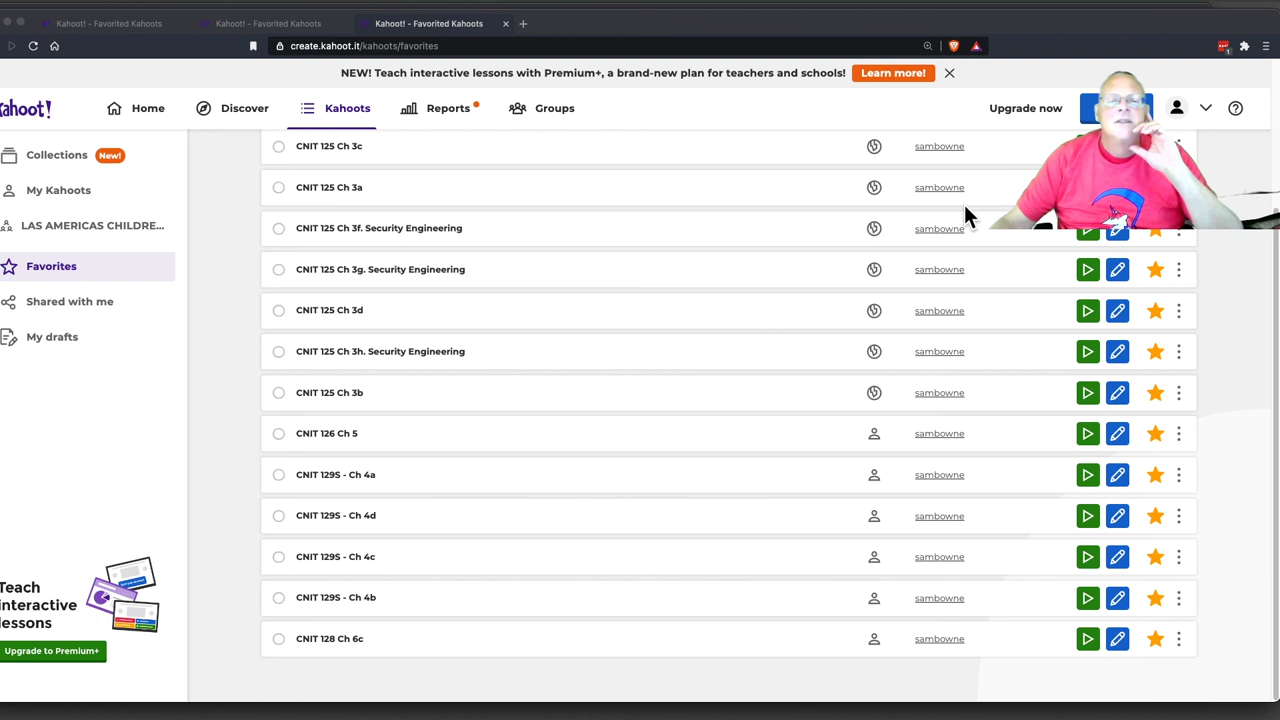 Kahoot! - Favorited Kahoots
Kahoot! - Favorited Kahoots
Kahoot! - Favorited Kahoots
create.kahoot.it/kahoots/favorites
1
NEW! Teach interactive lessons with Premium+, a brand-new plan for teachers and schools! Learn more!
ahoot! Home Discover Kahoots Reports Groups Upgrade now
Collections New!
My Kahoots
LAS AMERICAS CHILDRE...
Favorites
Shared with me
My drafts
Teach
interactive
lessons
Upgrade to Premium+
CNIT 125 Ch 3c sambowne
CNIT 125 Ch 3a sambowne
CNIT 125 Ch 3f. Security Engineering sambowne
CNIT 125 Ch 3g. Security Engineering sambowne
CNIT 125 Ch 3d sambowne
CNIT 125 Ch 3h. Security Engineering sambowne
CNIT 125 Ch 3b sambowne
CNIT 126 Ch 5 sambowne
CNIT 129S - Ch 4a sambowne
CNIT 129S - Ch 4d sambowne
CNIT 129S - Ch 4c sambowne
CNIT 129S - Ch 4b sambowne
CNIT 128 Ch 6c sambowne